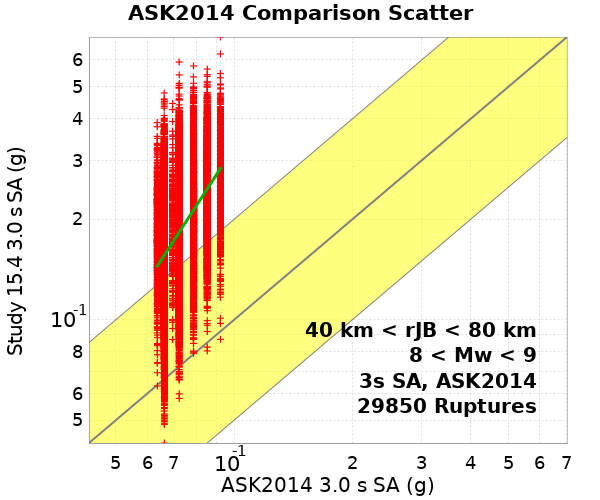 ASK2014 Comparison Scatter
Study 15.4 3.0 s SA (g)
6
5
4
3
2
10-1
8
6
5
40 km < rJB < 80 km
8 < Mw < 9
3s SA, ASK2014
29850 Ruptures
5 6 7 10-1 2 3 4 5 6 7
ASK2014 3.0 s SA (g)